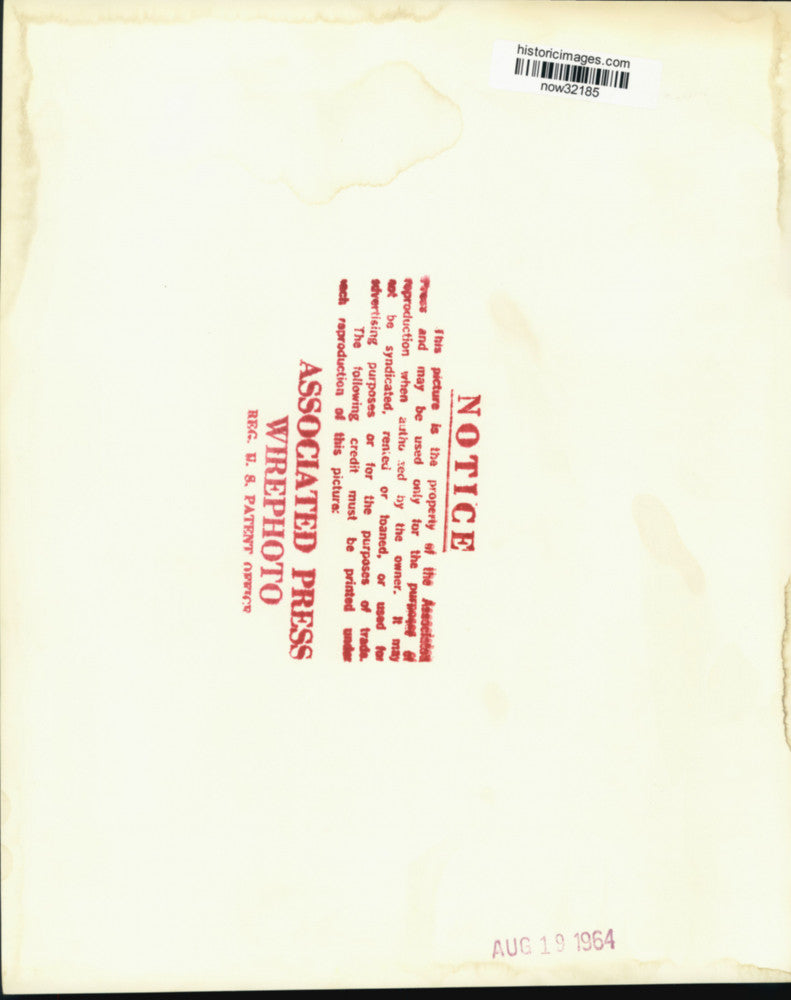 historicimages.com
now32185
NOTICE
This picture is the property of the Associated
Press and may be used only for the purposes of
reproduction when authorized by the owner. It may
not be syndicated, rented or loaned, or used for
advertising purposes or for the purposes of trade.
The following credit must be printed under
each reproduction of this picture:
ASSOCIATED PRESS
WIREPHOTO
REG. U. S. PATENT OFFICE
AUG 19 1964